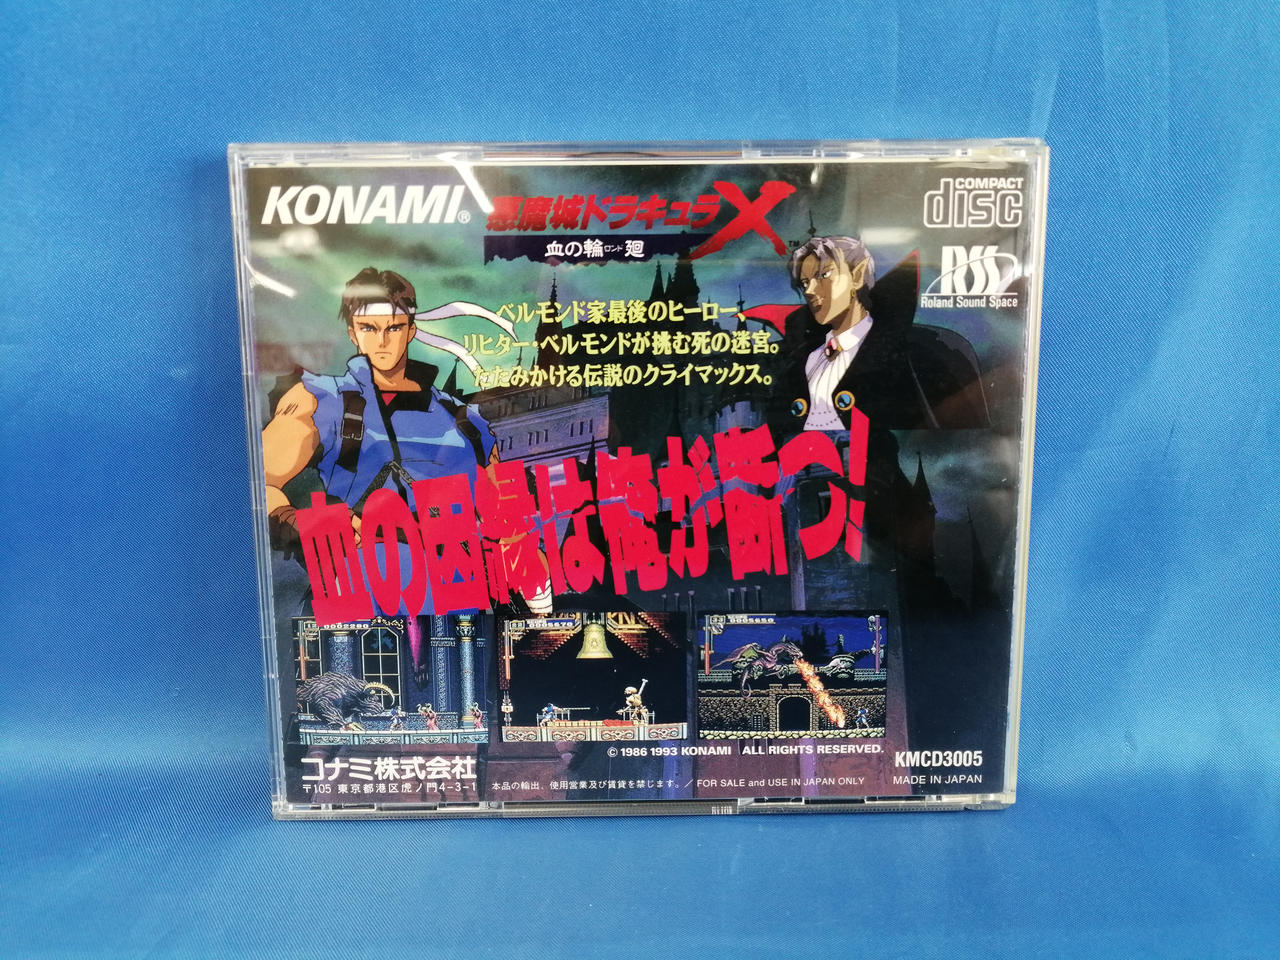 KONAMI®
悪魔城ドラキュラX™
血の輪廻
ロンド
COMPACT
disc
RSS
Roland Sound Space
ベルモンド家最後のヒーロー、
リヒター・ベルモンドが挑む死の迷宮。
たたみかける伝説のクライマックス。
血の因縁は俺が断つ!
0002280
0005670
0005650
© 1986 1993 KONAMI ALL RIGHTS RESERVED.
コナミ株式会社
〒105 東京都港区虎ノ門4-3-1
本品の輸出、使用営業及び賃貸を禁じます。/ FOR SALE and USE IN JAPAN ONLY
KMCD3005
MADE IN JAPAN